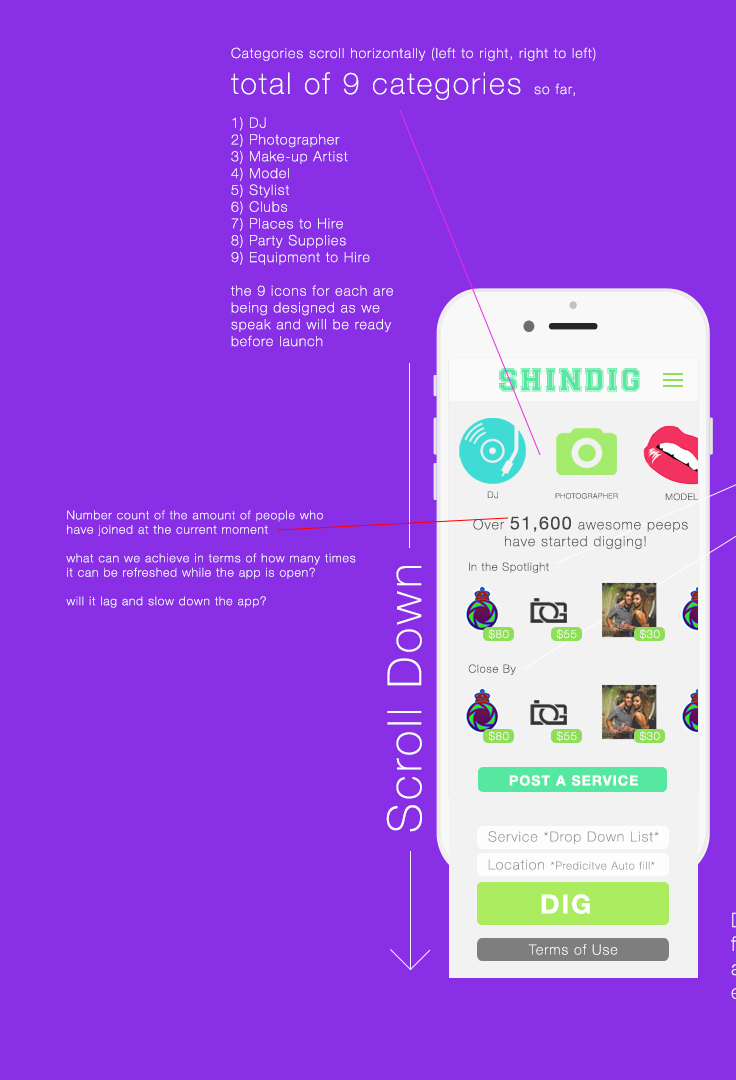 Categories scroll horizontally (left to right, right to left)
total of 9 categories so far,
1) DJ
2) Photographer
3) Make-up Artist
4) Model
5) Stylist
6) Clubs
7) Places to Hire
8) Party Supplies
9) Equipment to Hire
the 9 icons for each are
being designed as we
speak and will be ready
before launch
Number count of the amount of people who
have joined at the current moment
what can we achieve in terms of how many times
it can be refreshed while the app is open?
will it lag and slow down the app?
Scroll Down
SHINDIG
DJ
PHOTOGRAPHER
MODEL
Over 51,600 awesome peeps
have started digging!
In the Spotlight
$80
$55
$30
Close By
$80
$55
$30
POST A SERVICE
Service *Drop Down List*
Location *Predicitve Auto fill*
DIG
Terms of Use